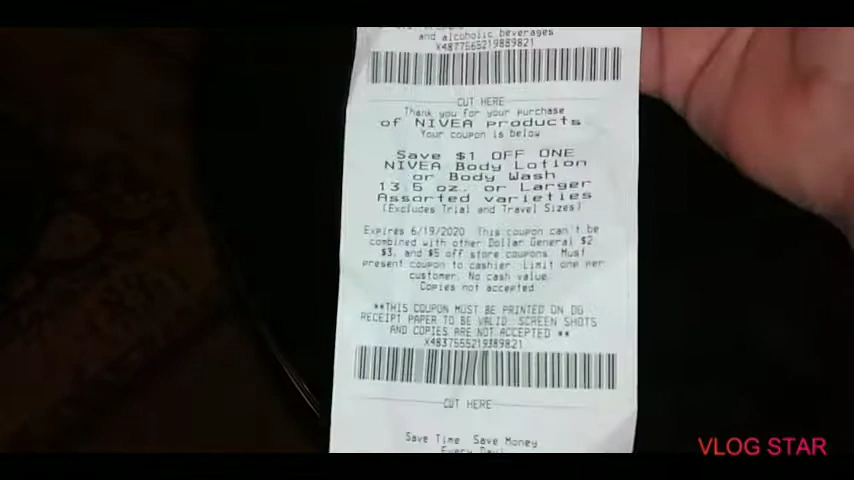 and alcoholic beverages
X4877565219889821
CUT HERE
Thank you for your purchase
of NIVEA products
Your coupon is below
Save $1 OFF ONE
NIVEA Body Lotion
or Body Wash
13.5 oz. or Larger
Assorted varieties
(Excludes Trial and Travel Sizes)
Expires 6/19/2020 This coupon can't be
combined with other Dollar General $2
$3, and $5 off store coupons. Must
present coupon to cashier Limit one per
customer. No cash value.
Copies not accepted
**THIS COUPON MUST BE PRINTED ON DG
RECEIPT PAPER TO BE VALID. SCREEN SHOTS
AND COPIES ARE NOT ACCEPTED **
X4837555219389821
CUT HERE
Save Time Save Money
Every Day!
VLOG STAR